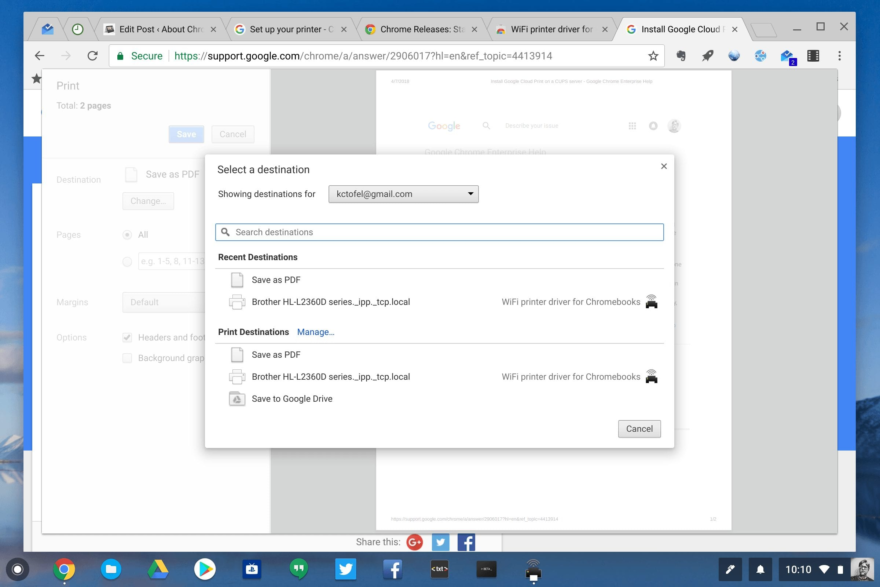 Edit Post ‹ About Chr
Set up your printer - C
Chrome Releases: Sta
WiFi printer driver for
Install Google Cloud P
Secure
https://support.google.com/chrome/a/answer/2906017?hl=en&ref_topic=4413914
2
Print
Total: 2 pages
Save
Cancel
Install Google Cloud Print on a CUPS server - Google Chrome Enterprise Help
Google
Describe your issue
Google Chrome Enterprise Help
Select a destination
Showing destinations for
kctofel@gmail.com
Search destinations
Recent Destinations
Save as PDF
Brother HL-L2360D series._ipp._tcp.local
WiFi printer driver for Chromebooks
Print Destinations
Manage...
Save as PDF
Brother HL-L2360D series._ipp._tcp.local
WiFi printer driver for Chromebooks
Save to Google Drive
Cancel
Destination
Save as PDF
Change...
Pages
All
e.g. 1-5, 8, 11-13
Margins
Default
Options
Headers and foot
Background grap
https://support.google.com/chrome/a/answer/2906017?hl=en&ref_topic=4413914
1/2
Share this:
G+
<txt>
10:10